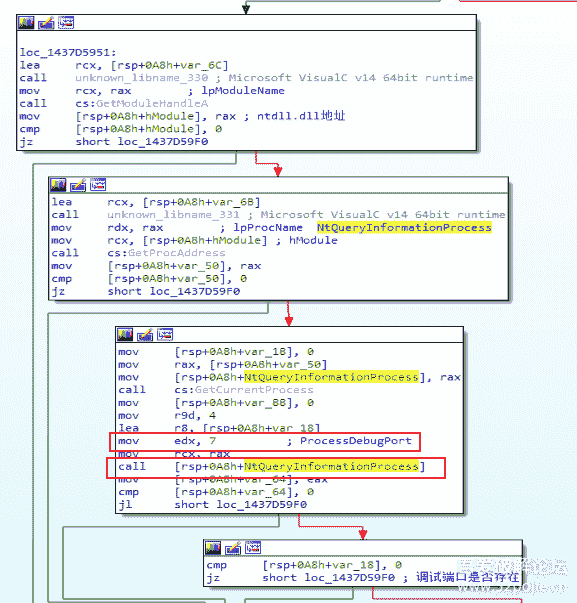 loc_1437D5951:
lea rcx, [rsp+0A8h+var_6C]
call unknown_libname_330 ; Microsoft VisualC v14 64bit runtime
mov rcx, rax ; lpModuleName
call cs:GetModuleHandleA
mov [rsp+0A8h+hModule], rax ; ntdll.dll地址
cmp [rsp+0A8h+hModule], 0
jz short loc_1437D59F0
lea rcx, [rsp+0A8h+var_6B]
call unknown_libname_331 ; Microsoft VisualC v14 64bit runtime
mov rdx, rax ; lpProcName NtQueryInformationProcess
mov rcx, [rsp+0A8h+hModule] ; hModule
call cs:GetProcAddress
mov [rsp+0A8h+var_50], rax
cmp [rsp+0A8h+var_50], 0
jz short loc_1437D59F0
mov [rsp+0A8h+var_18], 0
mov rax, [rsp+0A8h+var_50]
mov [rsp+0A8h+NtQueryInformationProcess], rax
call cs:GetCurrentProcess
mov [rsp+0A8h+var_88], 0
mov r9d, 4
lea r8, [rsp+0A8h+var_18]
mov edx, 7 ; ProcessDebugPort
mov rcx, rax
call [rsp+0A8h+NtQueryInformationProcess]
mov [rsp+0A8h+var_64], eax
cmp [rsp+0A8h+var_64], 0
jl short loc_1437D59F0
cmp [rsp+0A8h+var_18], 0
jz short loc_1437D59F0 ; 调试端口是否存在